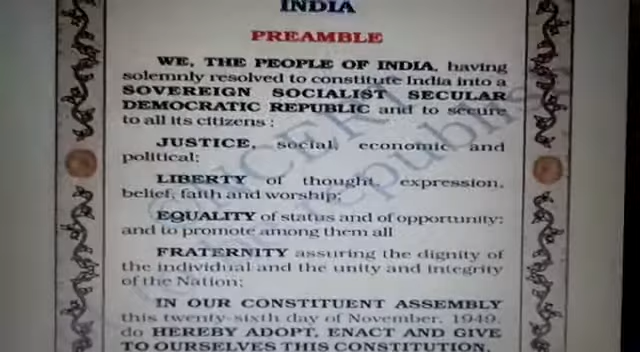 INDIA
PREAMBLE
WE, THE PEOPLE OF INDIA, having
solemnly resolved to constitute India into a
SOVEREIGN SOCIALIST SECULAR
DEMOCRATIC REPUBLIC and to secure
to all its citizens :
JUSTICE, social, economic and
political;
LIBERTY of thought, expression,
belief, faith and worship;
EQUALITY of status and of opportunity;
and to promote among them all
FRATERNITY assuring the dignity of
the individual and the unity and integrity
of the Nation;
IN OUR CONSTITUENT ASSEMBLY
this twenty-sixth day of November, 1949,
do HEREBY ADOPT, ENACT AND GIVE
TO OURSELVES THIS CONSTITUTION.